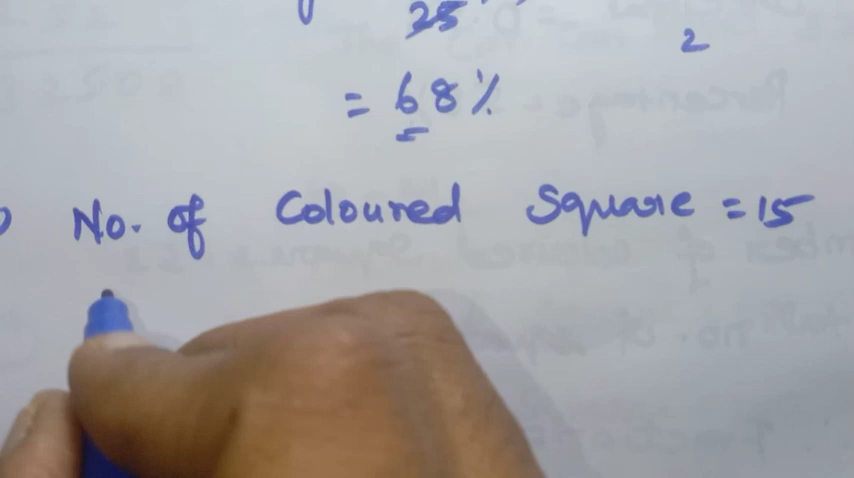 25
2
= 68%
No. of Coloured Square = 15